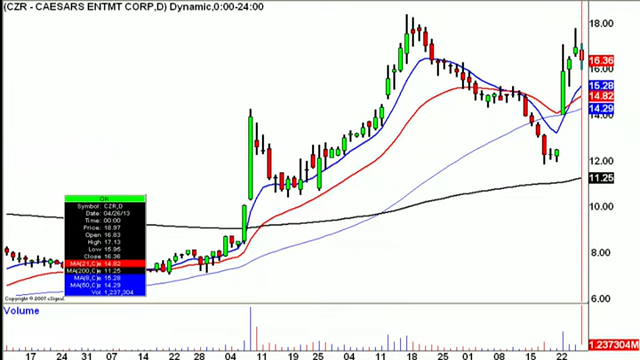 (CZR - CAESARS ENTMT CORP,D) Dynamic,0:00-24:00
18.00
16.36
16.00
15.28
14.82
14.29
14.00
12.00
11.25
10.00
8.00
6.00
OK
Symbol: CZR,D
Date: 04/26/13
Time: 00:00
Price: 18.97
Open 16.83
High 17.13
Low 15.95
Close 16.36
MA(21,C)= 14.82
MA(200,C)= 11.25
MA(8,C)= 15.28
MA(50,C)= 14.29
Vol 1,237,304
Copyright © 2007 eSignal.
Volume
1.237304M
17 24 31 07 14 22 28 04 11 19 25 04 11 18 25 01 08 15 22